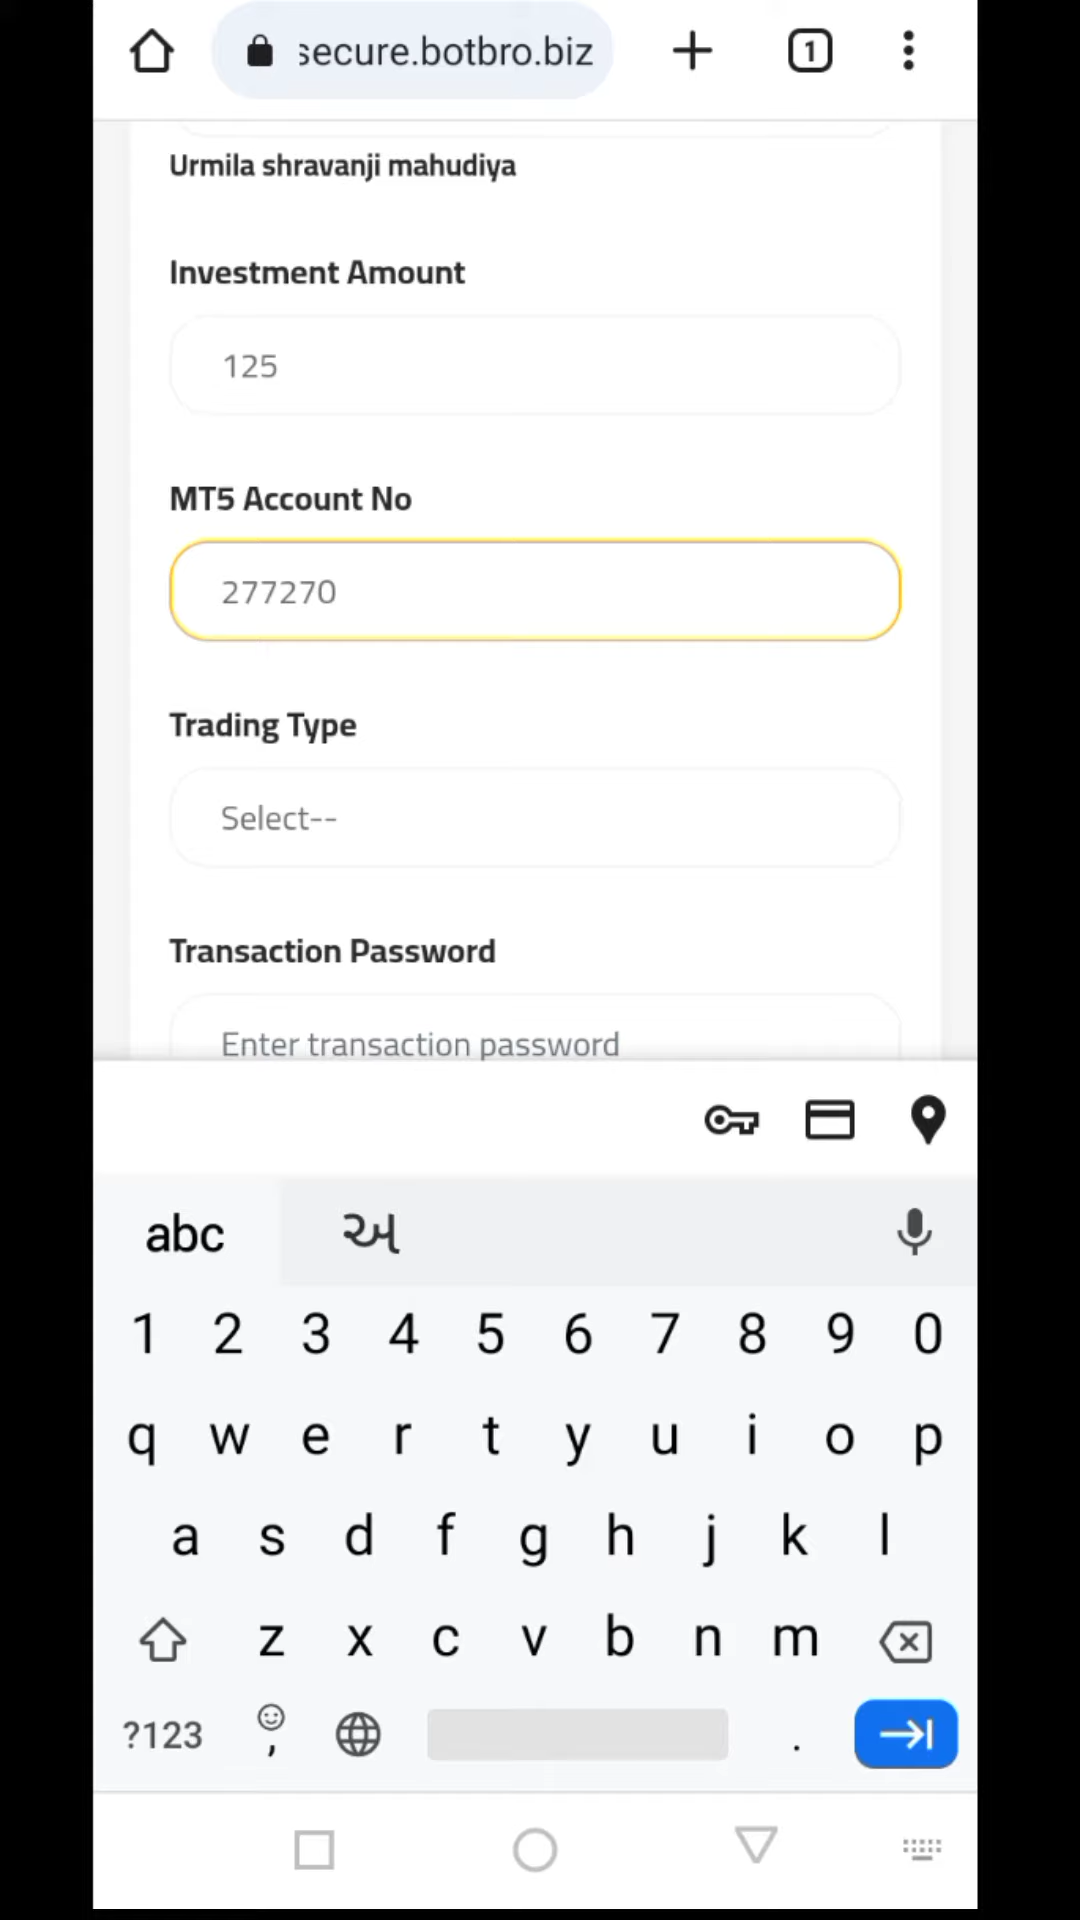 secure.botbro.biz
1
Urmila shravanji mahudiya
Investment Amount
125
MT5 Account No
277270
Trading Type
Select--
Transaction Password
Enter transaction password
abc અ
1 2 3 4 5 6 7 8 9 0
q w e r t y u i o p
a s d f g h j k l
z x c v b n m
?123 , .